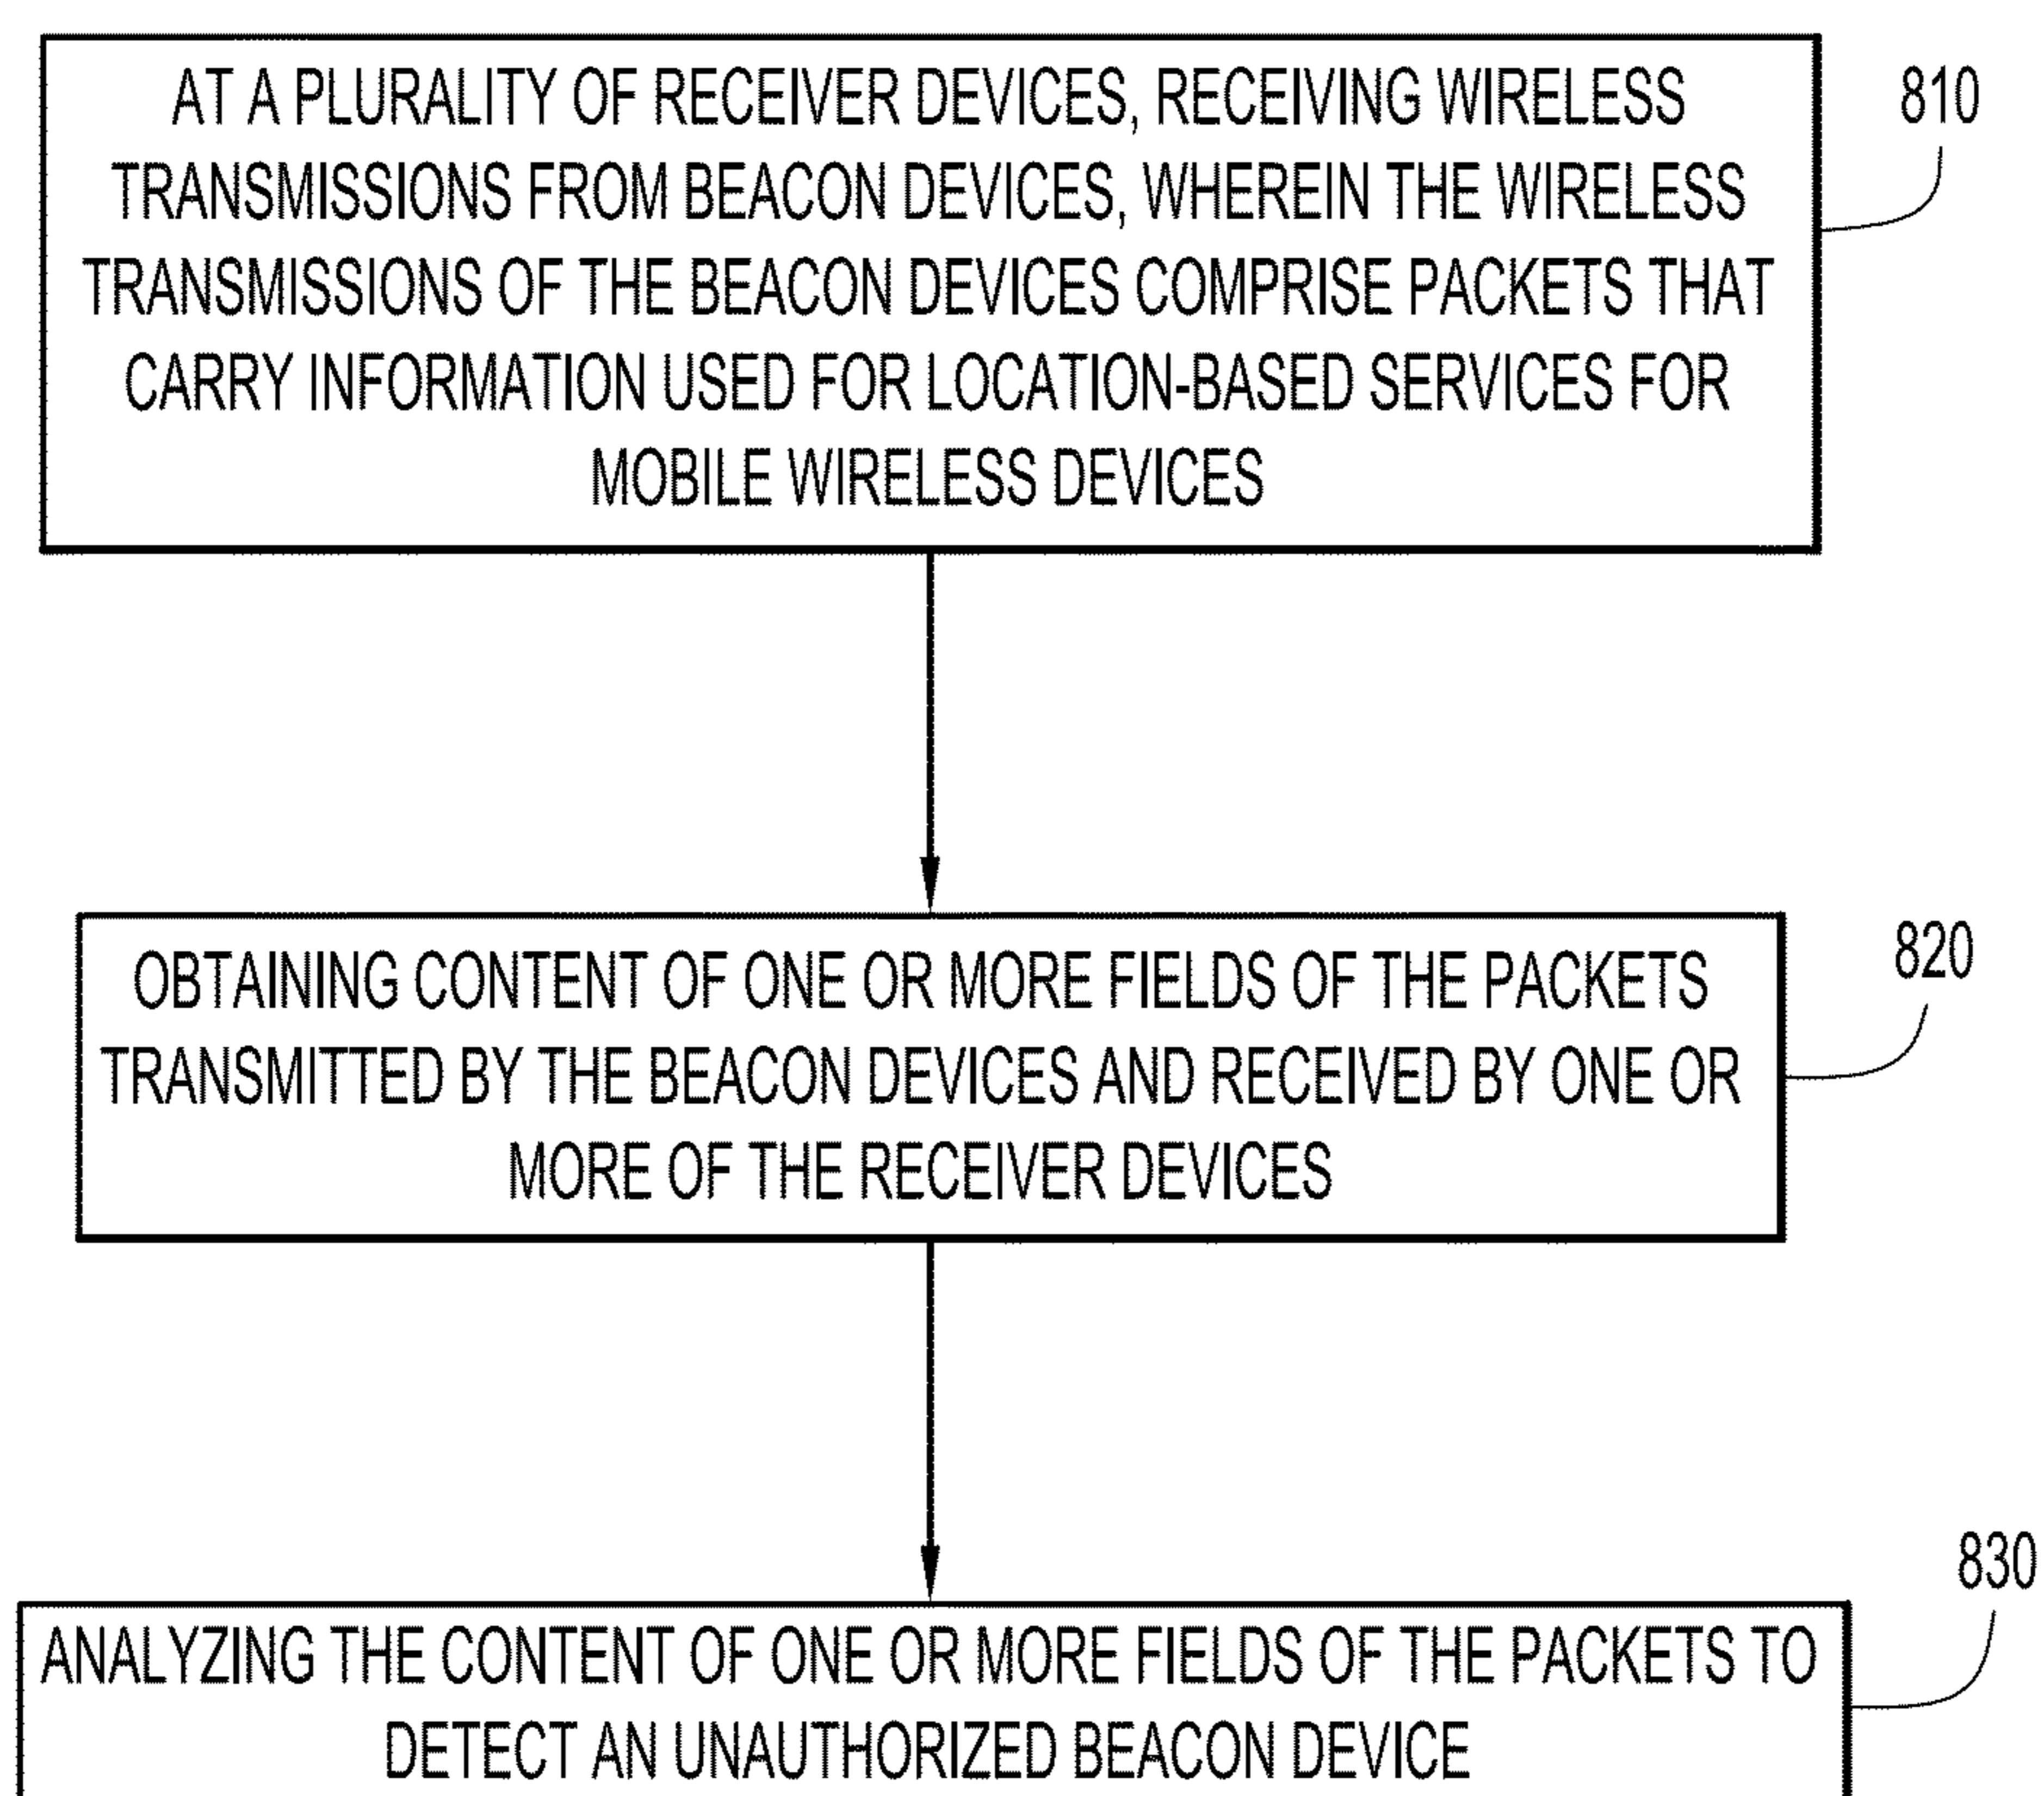 AT A PLURALITY OF RECEIVER DEVICES, RECEIVING WIRELESS
TRANSMISSIONS FROM BEACON DEVICES, WHEREIN THE WIRELESS
TRANSMISSIONS OF THE BEACON DEVICES COMPRISE PACKETS THAT
CARRY INFORMATION USED FOR LOCATION-BASED SERVICES FOR
MOBILE WIRELESS DEVICES
810
OBTAINING CONTENT OF ONE OR MORE FIELDS OF THE PACKETS
TRANSMITTED BY THE BEACON DEVICES AND RECEIVED BY ONE OR
MORE OF THE RECEIVER DEVICES
820
ANALYZING THE CONTENT OF ONE OR MORE FIELDS OF THE PACKETS TO
DETECT AN UNAUTHORIZED BEACON DEVICE
830